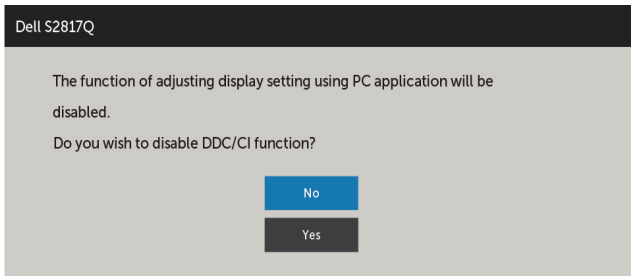 Dell S2817Q
The function of adjusting display setting using PC application will be
disabled.
Do you wish to disable DDC/CI function?
No
Yes